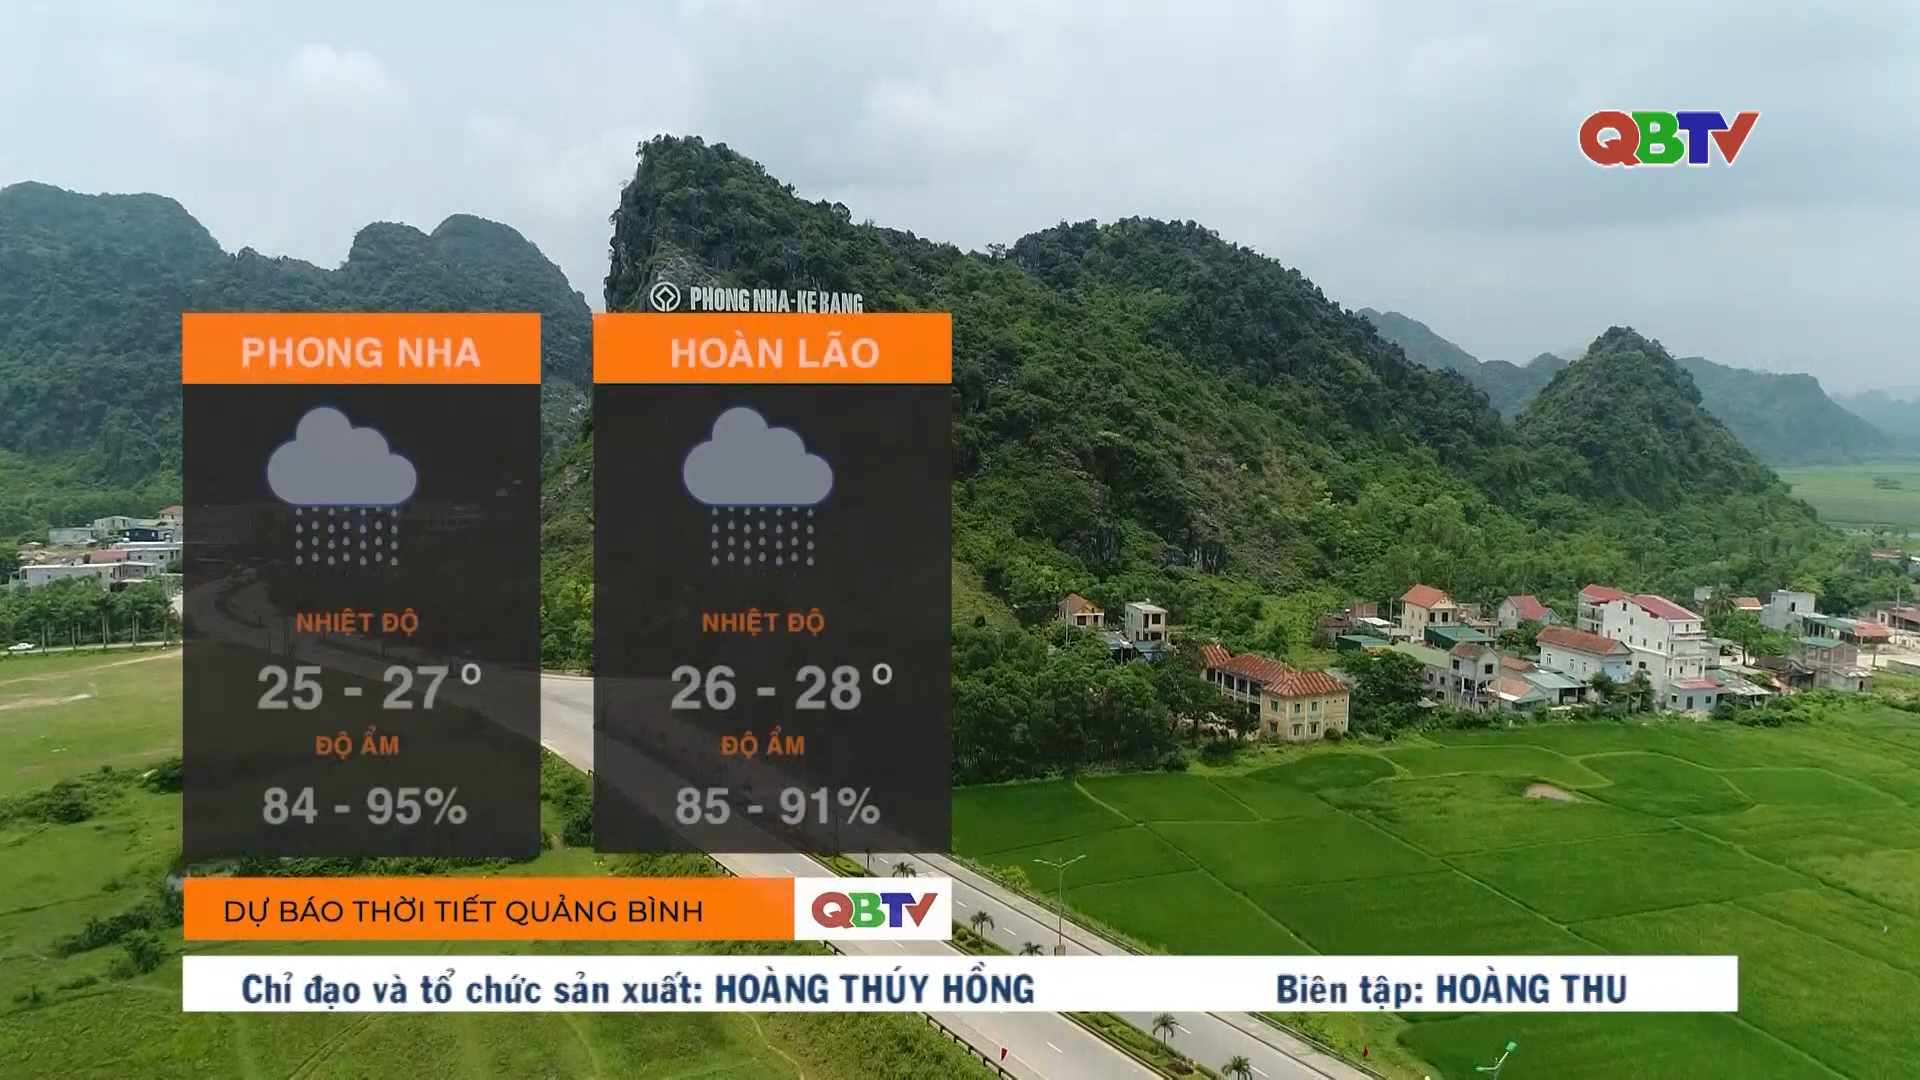 QBTV
PHONG NHA-KE BANG
PHONG NHA
NHIỆT ĐỘ
25 - 27°
ĐỘ ẨM
84 - 95%
HOÀN LÃO
NHIỆT ĐỘ
26 - 28°
ĐỘ ẨM
85 - 91%
DỰ BÁO THỜI TIẾT QUẢNG BÌNH
QBTV
Chỉ đạo và tổ chức sản xuất: HOÀNG THÚY HỒNG
Biên tập: HOÀNG THU